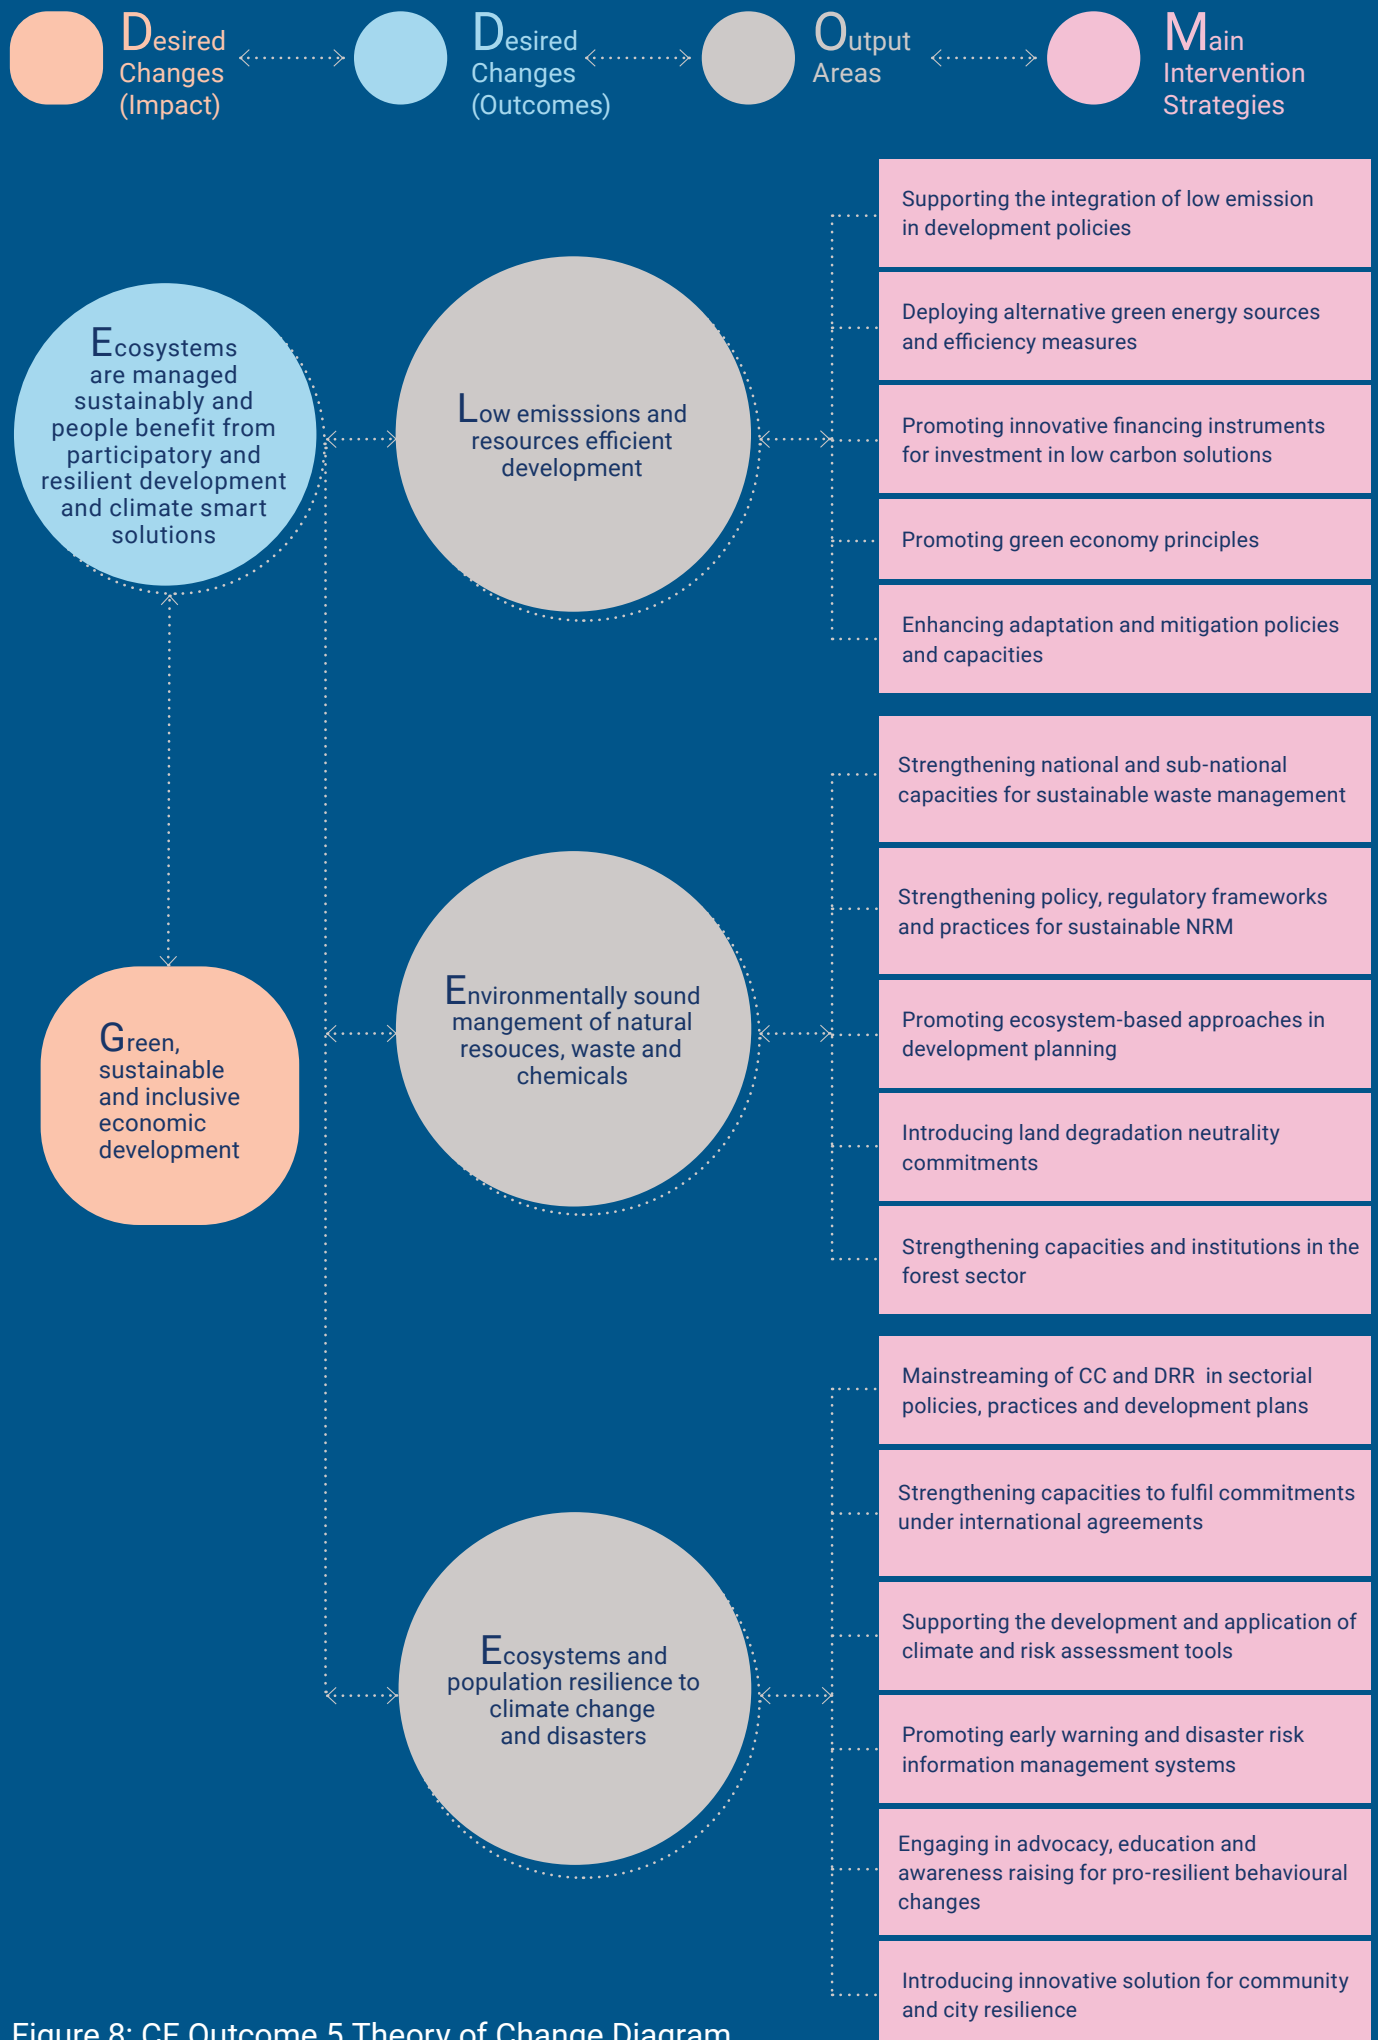 Desired
Changes
(Impact)
Desired
Changes
(Outcomes)
Output
Areas
Main
Intervention
Strategies
Ecosystems
are managed
sustainably and
people benefit from
participatory and
resilient development
and climate smart
solutions
Green,
sustainable
and inclusive
economic
development
Low emisssions and
resources efficient
development
Supporting the integration of low emission
in development policies
Deploying alternative green energy sources
and efficiency measures
Promoting innovative financing instruments
for investment in low carbon solutions
Promoting green economy principles
Enhancing adaptation and mitigation policies
and capacities
Environmentally sound
mangement of natural
resouces, waste and
chemicals
Strengthening national and sub-national
capacities for sustainable waste management
Strengthening policy, regulatory frameworks
and practices for sustainable NRM
Promoting ecosystem-based approaches in
development planning
Introducing land degradation neutrality
commitments
Strengthening capacities and institutions in the
forest sector
Ecosystems and
population resilience to
climate change
and disasters
Mainstreaming of CC and DRR in sectorial
policies, practices and development plans
Strengthening capacities to fulfil commitments
under international agreements
Supporting the development and application of
climate and risk assessment tools
Promoting early warning and disaster risk
information management systems
Engaging in advocacy, education and
awareness raising for pro-resilient behavioural
changes
Introducing innovative solution for community
and city resilience
Figure 8: CF Outcome 5 Theory of Change Diagram